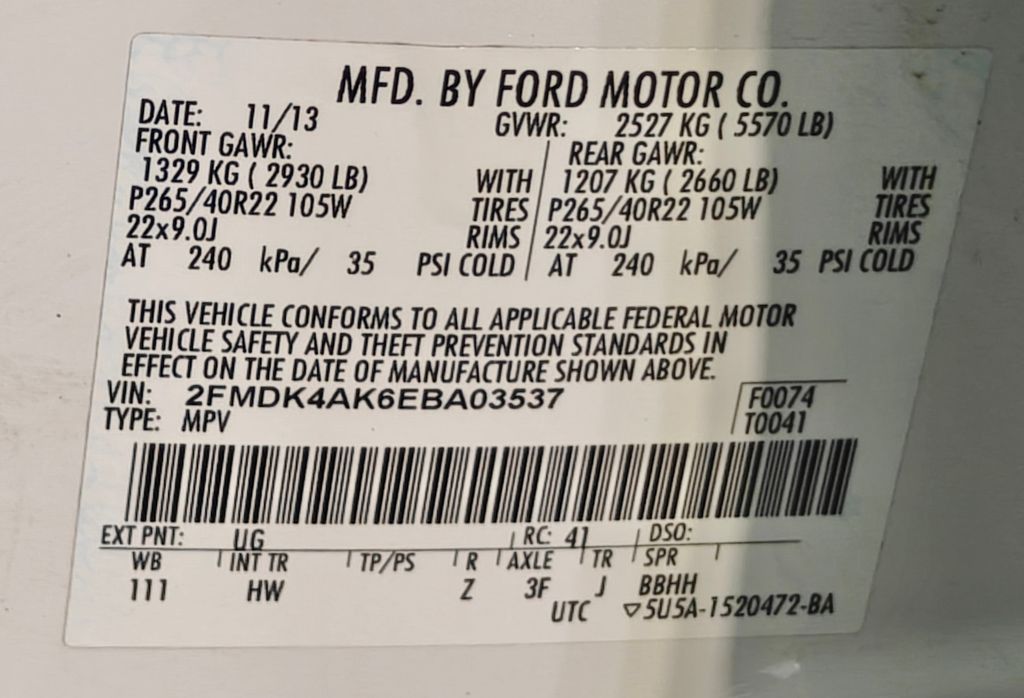 MFD. BY FORD MOTOR CO.
DATE: 11/13 GVWR: 2527 KG ( 5570 LB)
FRONT GAWR: REAR GAWR:
1329 KG ( 2930 LB) WITH 1207 KG ( 2660 LB) WITH
P265/40R22 105W TIRES P265/40R22 105W TIRES
22x9.0J RIMS 22x9.0J RIMS
AT 240 kPa/ 35 PSI COLD AT 240 kPa/ 35 PSI COLD
THIS VEHICLE CONFORMS TO ALL APPLICABLE FEDERAL MOTOR
VEHICLE SAFETY AND THEFT PREVENTION STANDARDS IN
EFFECT ON THE DATE OF MANUFACTURE SHOWN ABOVE.
VIN: 2FMDK4AK6EBA03537 F0074
TYPE: MPV T0041
EXT PNT: UG RC: 41 DSO:
WB INT TR TP/PS R AXLE TR SPR
111 HW Z 3F J BBHH
UTC ▽5U5A-1520472-BA